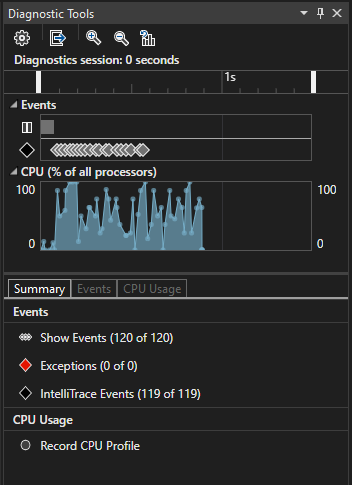 Diagnostic Tools
Diagnostics session: 0 seconds
1s
Events
CPU (% of all processors)
100
100
0
0
Summary
Events
CPU Usage
Events
Show Events (120 of 120)
Exceptions (0 of 0)
IntelliTrace Events (119 of 119)
CPU Usage
Record CPU Profile